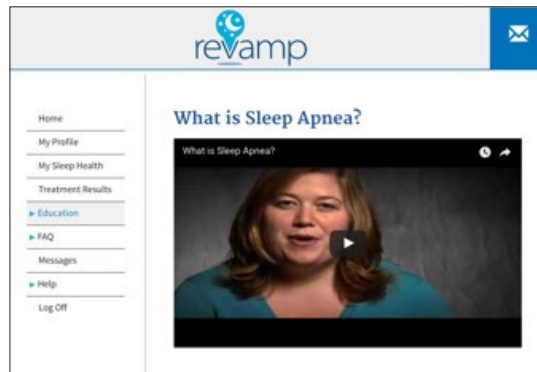 revamp
Home
My Profile
My Sleep Health
Treatment Results
Education
FAQ
Messages
Help
Log Off
What is Sleep Apnea?
What is Sleep Apnea?